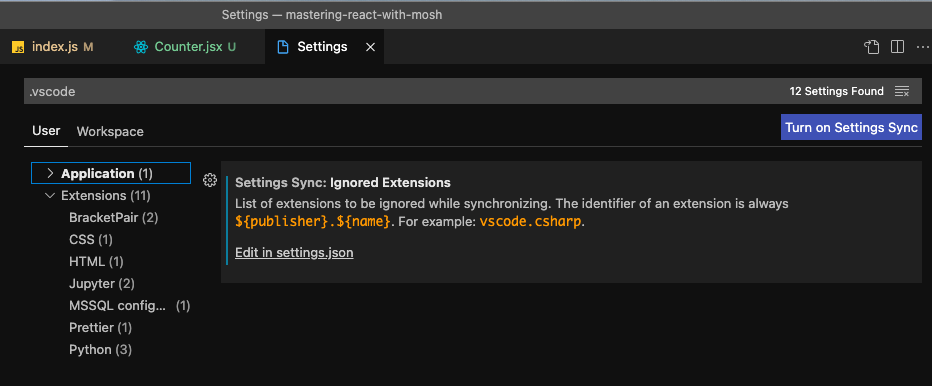 Settings — mastering-react-with-mosh
JS index.js M
Counter.jsx U
Settings
.vscode
12 Settings Found
User
Workspace
Turn on Settings Sync
Application (1)
Extensions (11)
BracketPair (2)
CSS (1)
HTML (1)
Jupyter (2)
MSSQL config... (1)
Prettier (1)
Python (3)
Settings Sync: Ignored Extensions
List of extensions to be ignored while synchronizing. The identifier of an extension is always
${publisher}.${name}. For example: vscode.csharp.
Edit in settings.json